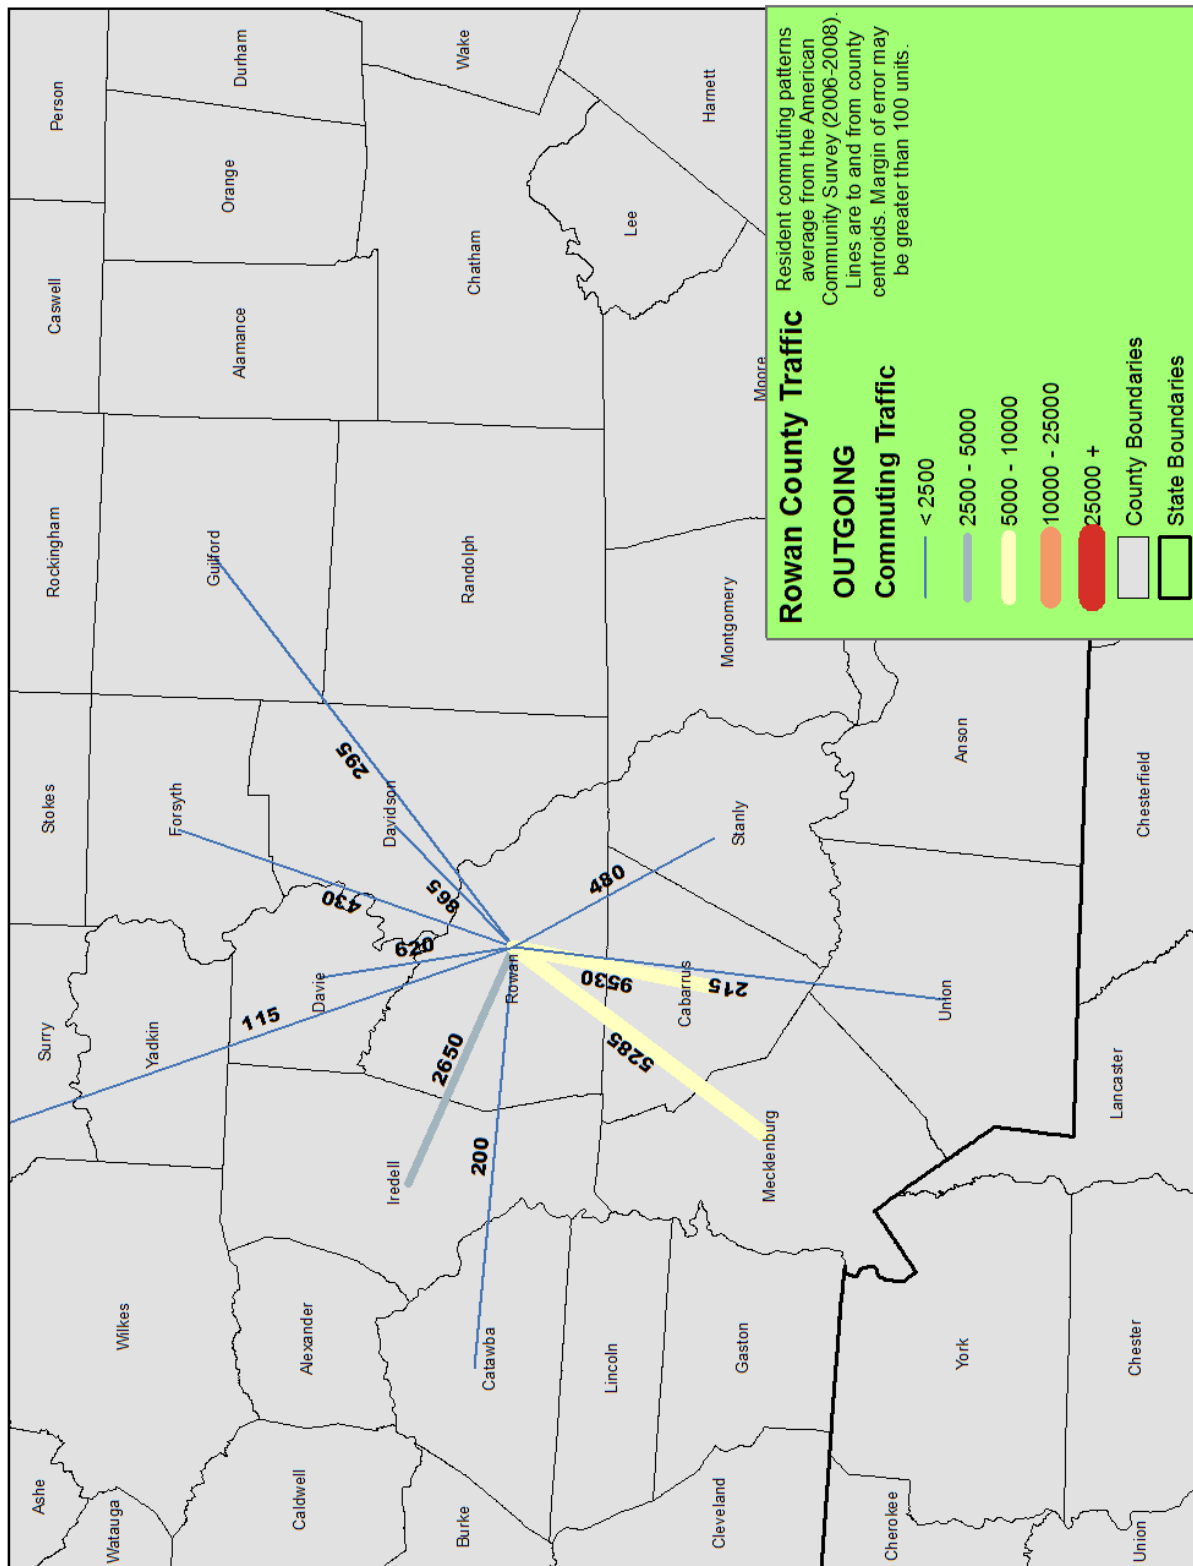 Ashe
Surry
Stokes
Rockingham
Caswell
Person
Watauga
Wilkes
Yadkin
Forsyth
Guilford
Alamance
Orange
Durham
115
Caldwell
Alexander
Davie
430
295
Iredell
620
Davidson
2650
865
Burke
Catawba
200
Rowan
Randolph
Chatham
Wake
Lincoln
5285
9530
480
Lee
Cleveland
Gaston
Mecklenburg
Cabarrus
215
Stanly
Montgomery
Moore
Harnett
Cherokee
York
Union
Anson
Union
Chester
Lancaster
Chesterfield
Rowan County Traffic
OUTGOING
Commuting Traffic
< 2500
2500 - 5000
5000 - 10000
10000 - 25000
25000 +
County Boundaries
State Boundaries
Resident commuting patterns
average from the American
Community Survey (2006-2008).
Lines are to and from county
centroids. Margin of error may
be greater than 100 units.